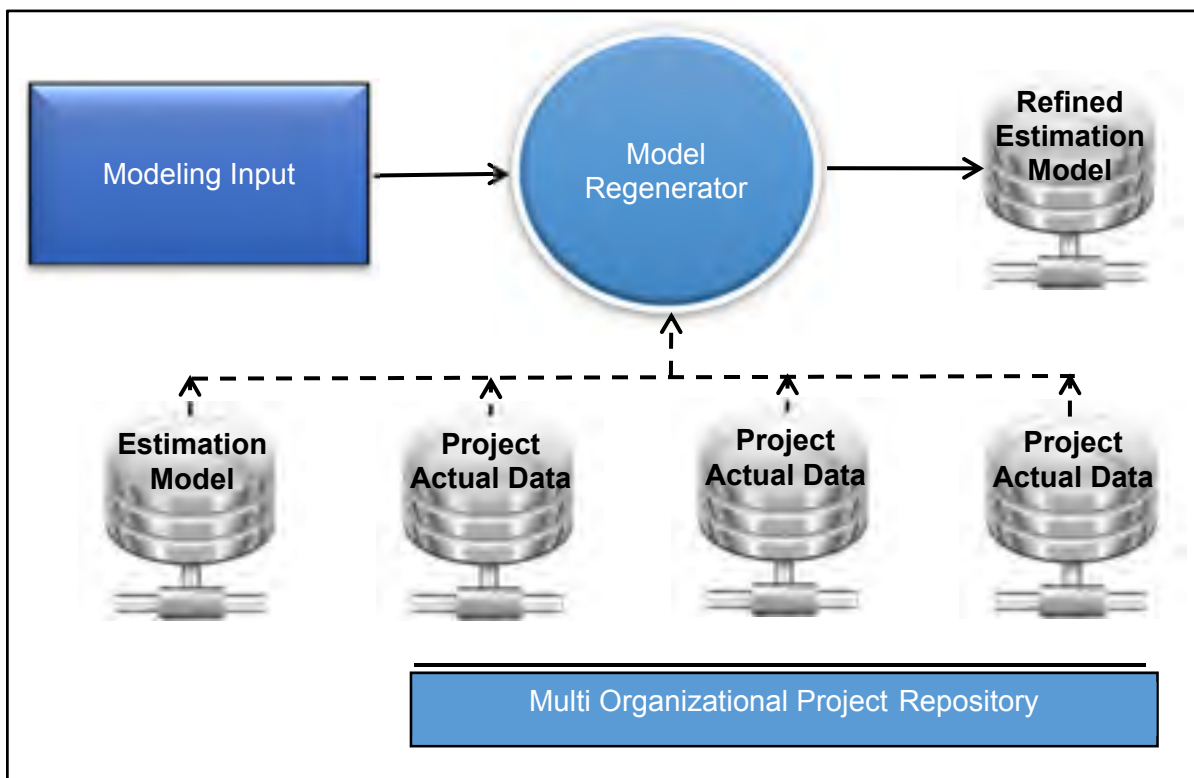 Modeling Input
Model
Regenerator
Refined
Estimation
Model
Estimation
Model
Project
Actual Data
Project
Actual Data
Project
Actual Data
Multi Organizational Project Repository